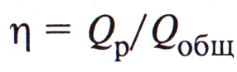 η = Qр/Qобщ